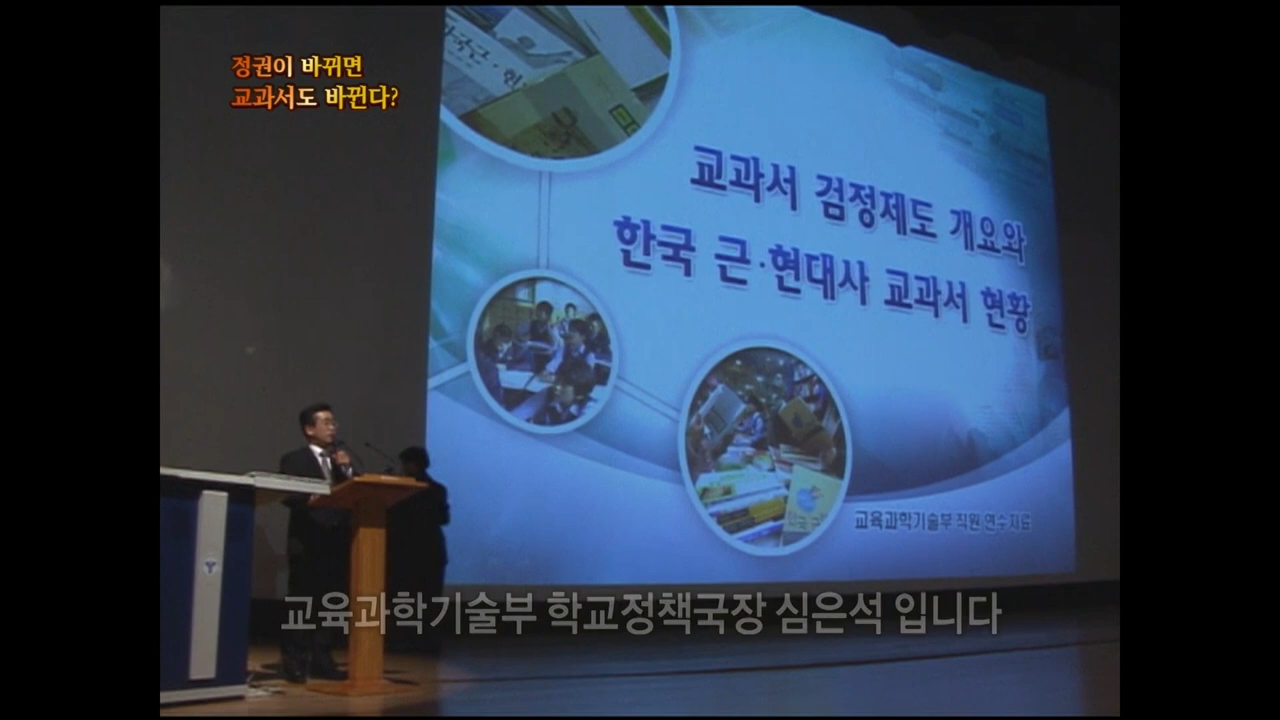 정권이 바뀌면
교과서도 바뀐다?
교과서 검정제도 개요와
한국 근·현대사 교과서 현황
교육과학기술부 직원 연수자료
교육과학기술부 학교정책국장 심은석 입니다